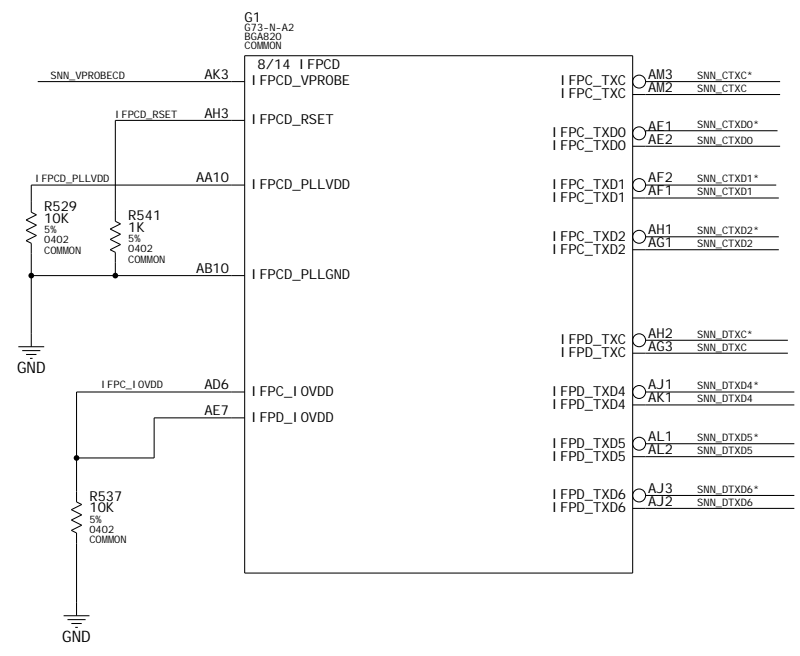 G1
G73-N-A2
BGA820
COMMON
8/14 IFPCD
SNN_VPROBECD AK3 IFPCD_VPROBE
IFPC_TXC AM3 SNN_CTXC*
IFPC_TXC AM2 SNN_CTXC
IFPCD_RSET AH3 IFPCD_RSET
IFPC_TXD0 AE1 SNN_CTXD0*
IFPC_TXD0 AE2 SNN_CTXD0
IFPCD_PLLVDD AA10 IFPCD_PLLVDD
IFPC_TXD1 AF2 SNN_CTXD1*
IFPC_TXD1 AF1 SNN_CTXD1
R529
10K
5%
0402
COMMON
R541
1K
5%
0402
COMMON
IFPC_TXD2 AH1 SNN_CTXD2*
IFPC_TXD2 AG1 SNN_CTXD2
AB10 IFPCD_PLLGND
GND
IFPD_TXC AH2 SNN_DTXC*
IFPD_TXC AG3 SNN_DTXC
IFPC_IOVDD AD6 IFPC_IOVDD
IFPD_TXD4 AJ1 SNN_DTXD4*
IFPD_TXD4 AK1 SNN_DTXD4
AE7 IFPD_IOVDD
IFPD_TXD5 AL1 SNN_DTXD5*
IFPD_TXD5 AL2 SNN_DTXD5
R537
10K
5%
0402
COMMON
IFPD_TXD6 AJ3 SNN_DTXD6*
IFPD_TXD6 AJ2 SNN_DTXD6
GND